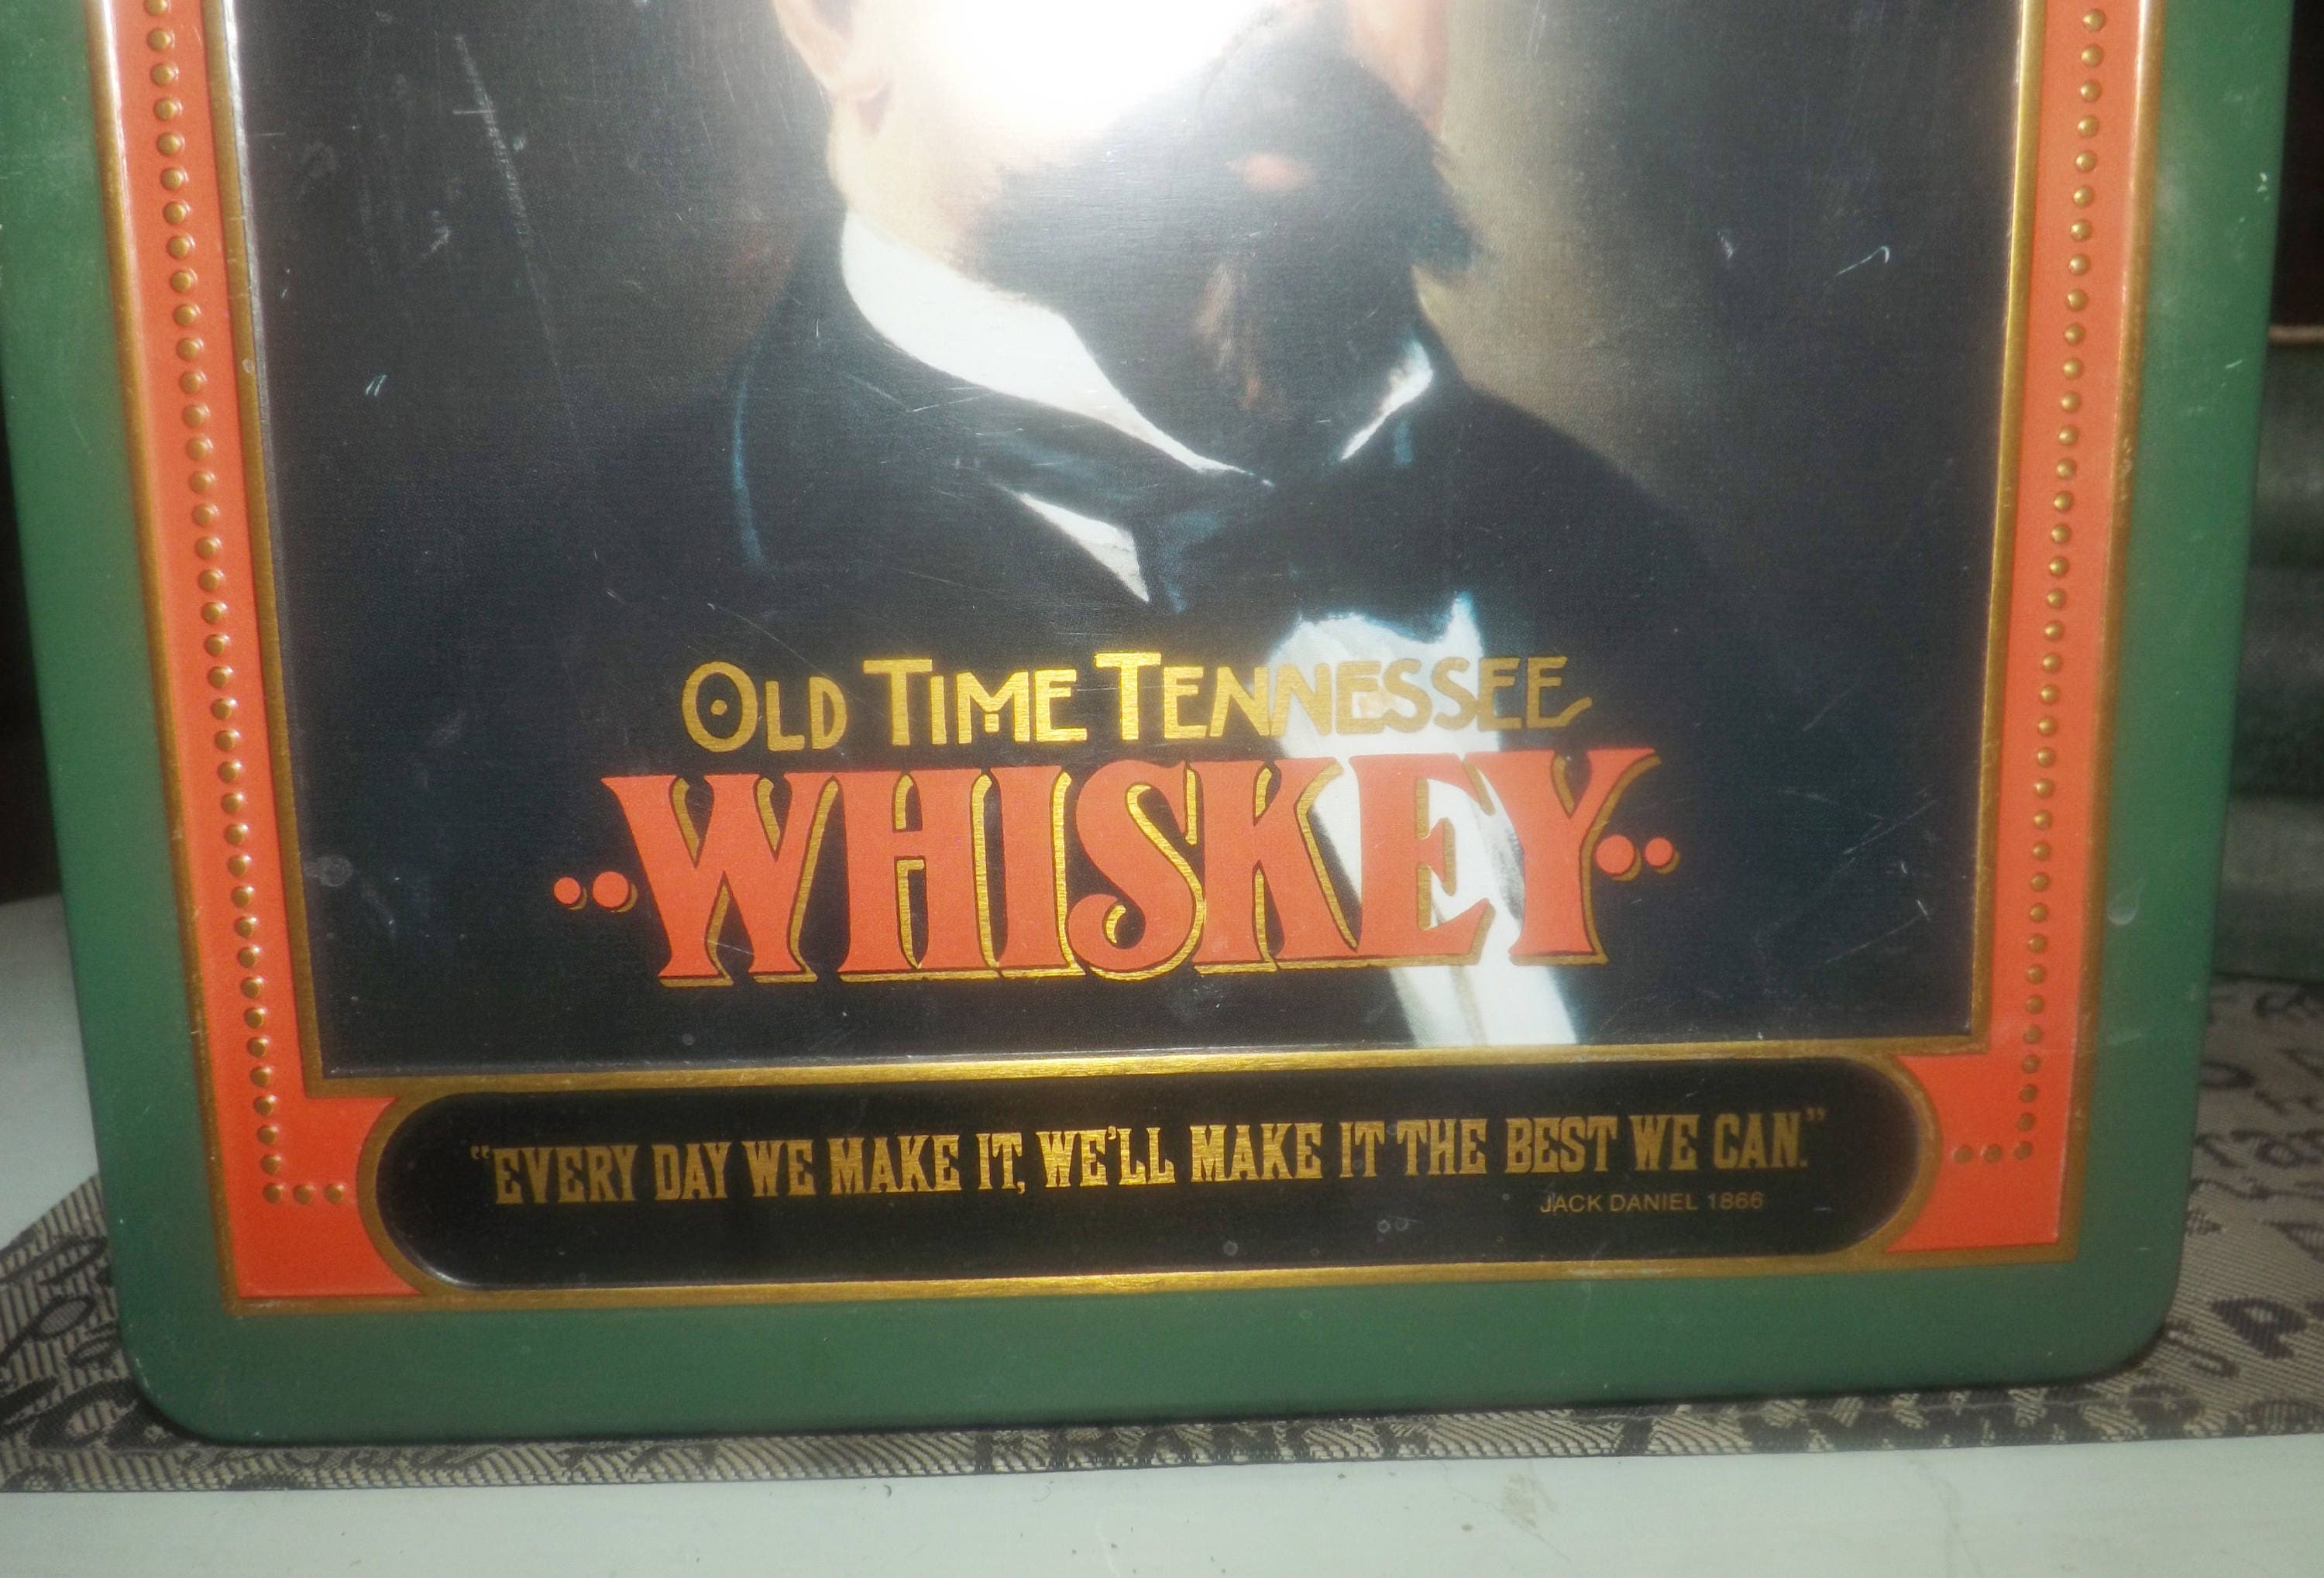 OLD TIME TENNESSEE
WHISKEY
"EVERY DAY WE MAKE IT, WE'LL MAKE IT THE BEST WE CAN."
JACK DANIEL 1866